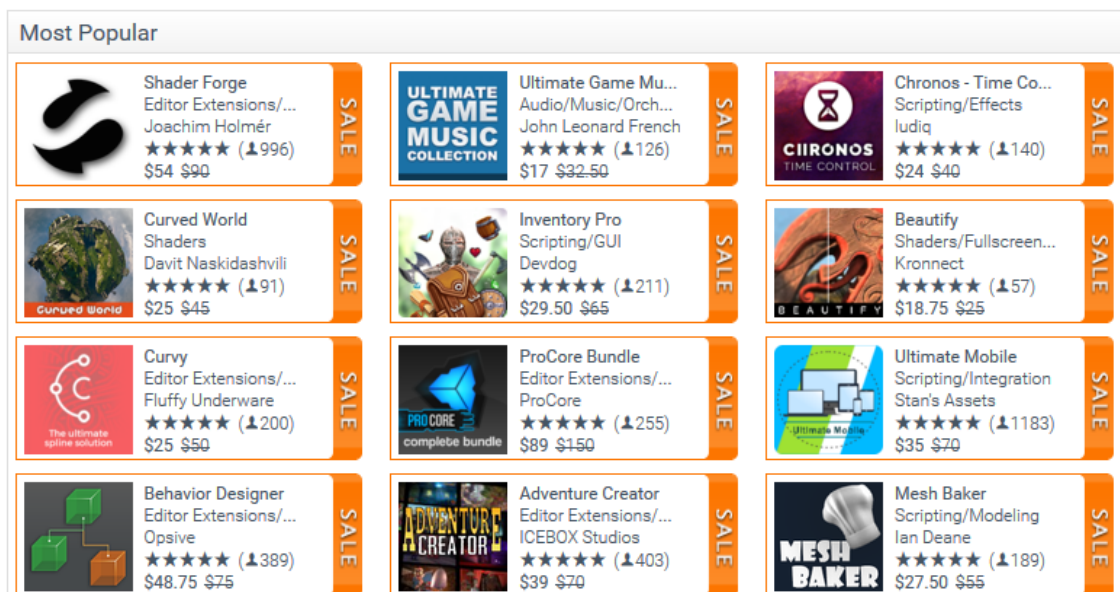 Most Popular
Shader Forge
Editor Extensions/...
Joachim Holmér
★★★★★ (996)
$54 $90
SALE
ULTIMATE
GAME
MUSIC
COLLECTION
Ultimate Game Mu...
Audio/Music/Orch...
John Leonard French
★★★★★ (126)
$17 $32.50
SALE
CHRONOS
TIME CONTROL
Chronos - Time Co...
Scripting/Effects
ludiq
★★★★★ (140)
$24 $40
SALE
Curved World
Curved World
Shaders
Davit Naskidashvili
★★★★★ (91)
$25 $45
SALE
Inventory Pro
Scripting/GUI
Devdog
★★★★★ (211)
$29.50 $65
SALE
BEAUTIFY
Beautify
Shaders/Fullscreen...
Kronnect
★★★★★ (57)
$18.75 $25
SALE
C
The ultimate
spline solution
Curvy
Editor Extensions/...
Fluffy Underware
★★★★★ (200)
$25 $50
SALE
PROCORE
complete bundle
ProCore Bundle
Editor Extensions/...
ProCore
★★★★★ (255)
$89 $150
SALE
Ultimate Mobile
Ultimate Mobile
Scripting/Integration
Stan's Assets
★★★★★ (1183)
$35 $70
SALE
Behavior Designer
Editor Extensions/...
Opsive
★★★★★ (389)
$48.75 $75
SALE
ADVENTURE
CREATOR
Adventure Creator
Editor Extensions/...
ICEBOX Studios
★★★★★ (403)
$39 $70
SALE
MESH
BAKER
Mesh Baker
Scripting/Modeling
Ian Deane
★★★★★ (189)
$27.50 $55
SALE